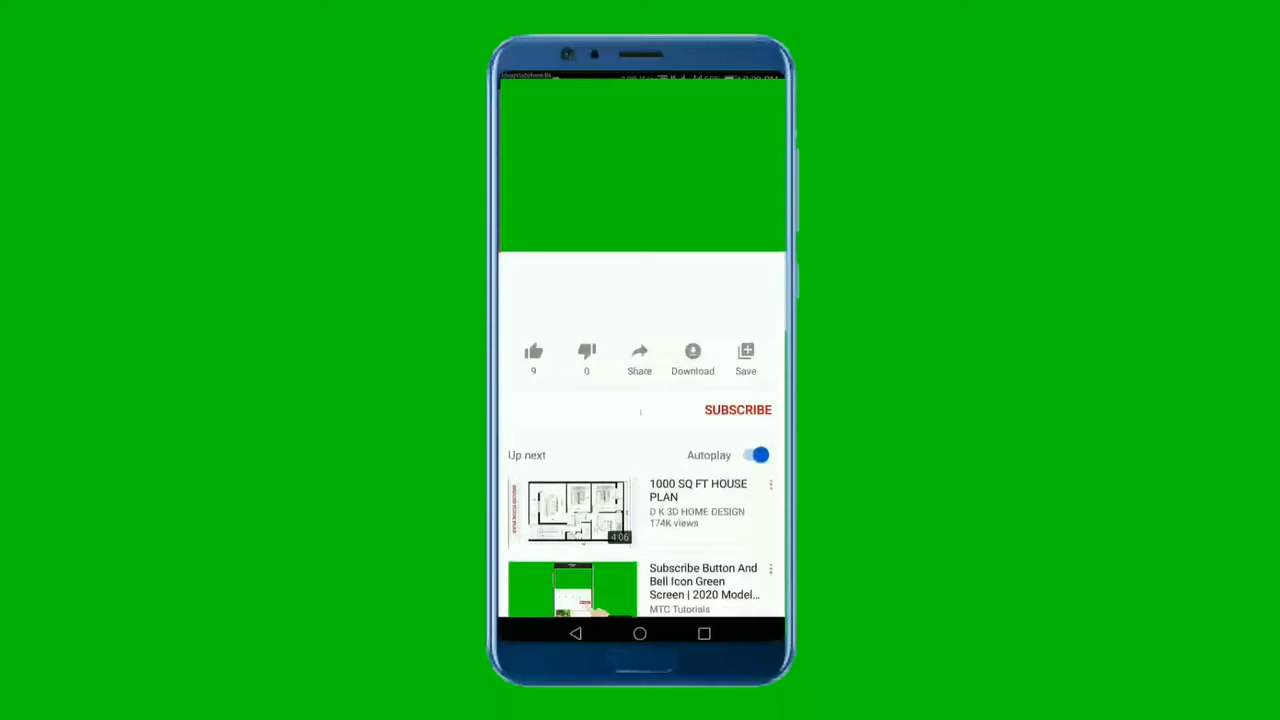 9
0
Share
Download
Save
SUBSCRIBE
Up next
Autoplay
1000 SQ FT HOUSE
PLAN
D K 3D HOME DESIGN
174K views
4:06
Subscribe Button And
Bell Icon Green
Screen | 2020 Model...
MTC Tutorials